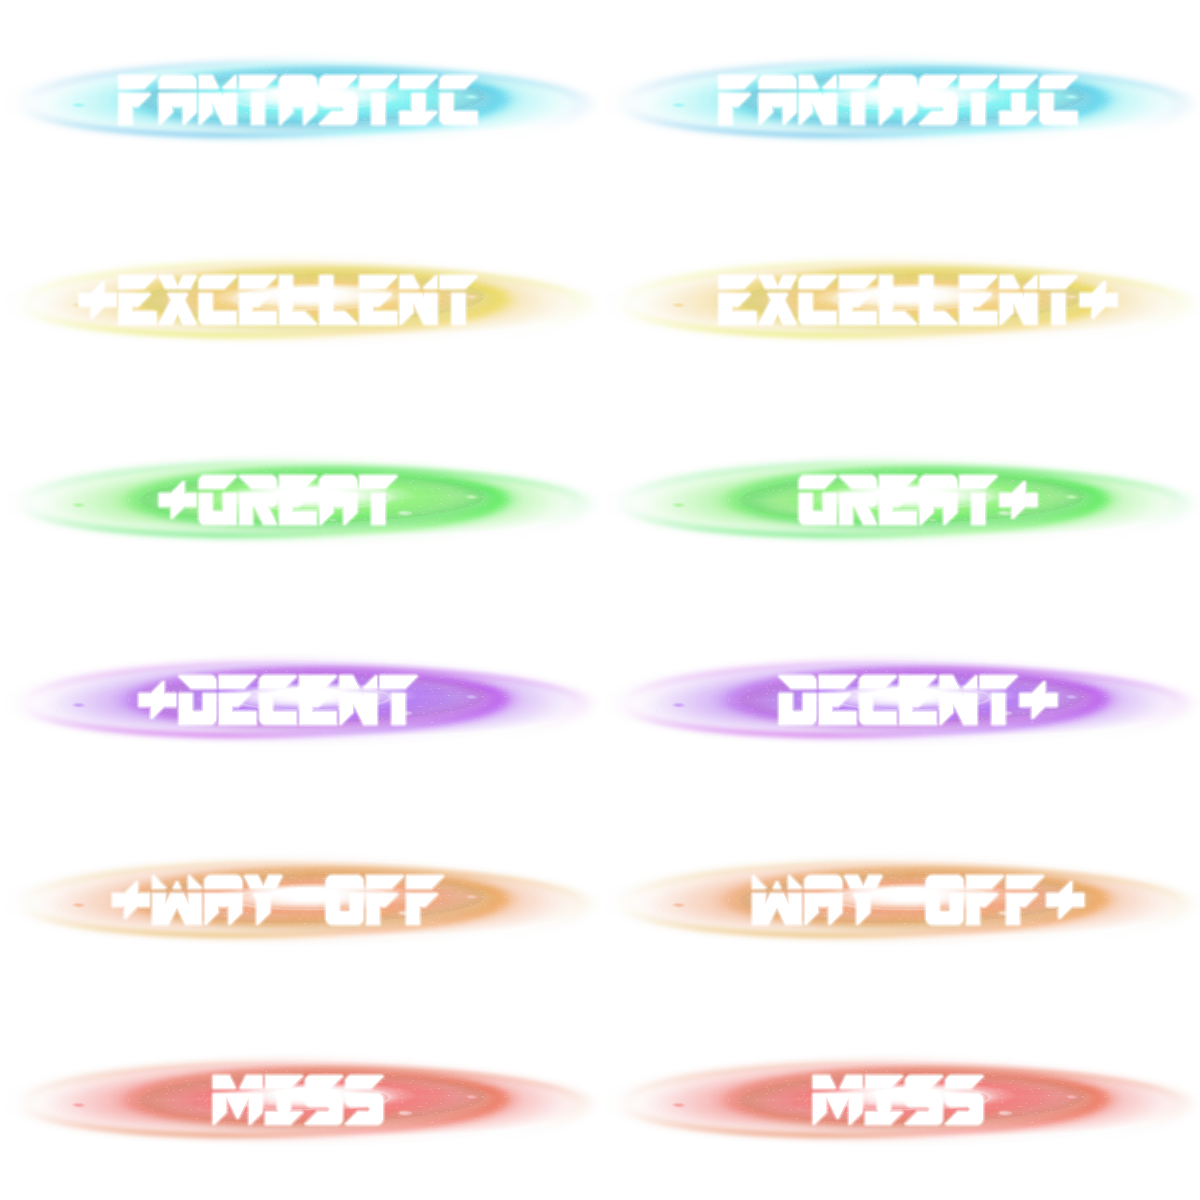 FANTASTIC FANTASTIC
+EXCELLENT EXCELLENT+
+GREAT GREAT+
+DECENT DECENT+
+WAY OFF WAY OFF+
MISS MISS